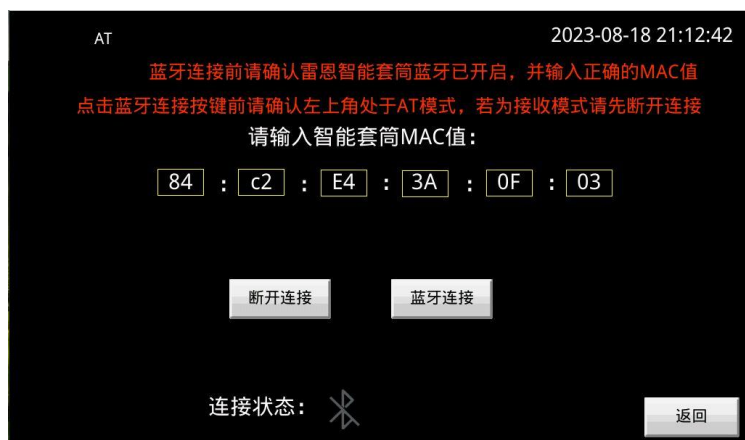 AT 2023-08-18 21:12:42
蓝牙连接前请确认雷恩智能套筒蓝牙已开启，并输入正确的MAC值
点击蓝牙连接按键前请确认左上角处于AT模式，若为接收模式请先断开连接
请输入智能套筒MAC值：
84 : c2 : E4 : 3A : 0F : 03
断开连接 蓝牙连接
连接状态： 返回